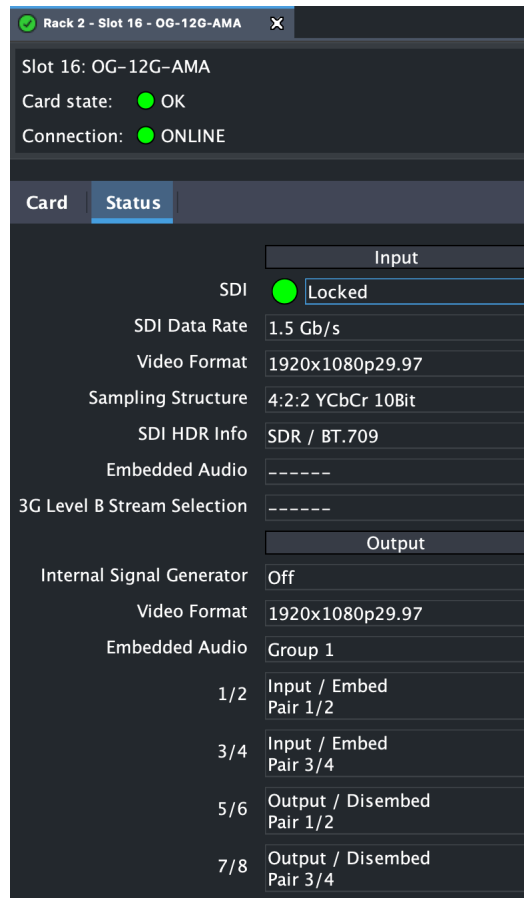 Rack 2 - Slot 16 - OG-12G-AMA
Slot 16: OG-12G-AMA
Card state: OK
Connection: ONLINE
Card Status
Input
SDI Locked
SDI Data Rate 1.5 Gb/s
Video Format 1920x1080p29.97
Sampling Structure 4:2:2 YCbCr 10Bit
SDI HDR Info SDR / BT.709
Embedded Audio ------
3G Level B Stream Selection ------
Output
Internal Signal Generator Off
Video Format 1920x1080p29.97
Embedded Audio Group 1
1/2 Input / Embed
Pair 1/2
3/4 Input / Embed
Pair 3/4
5/6 Output / Disembed
Pair 1/2
7/8 Output / Disembed
Pair 3/4